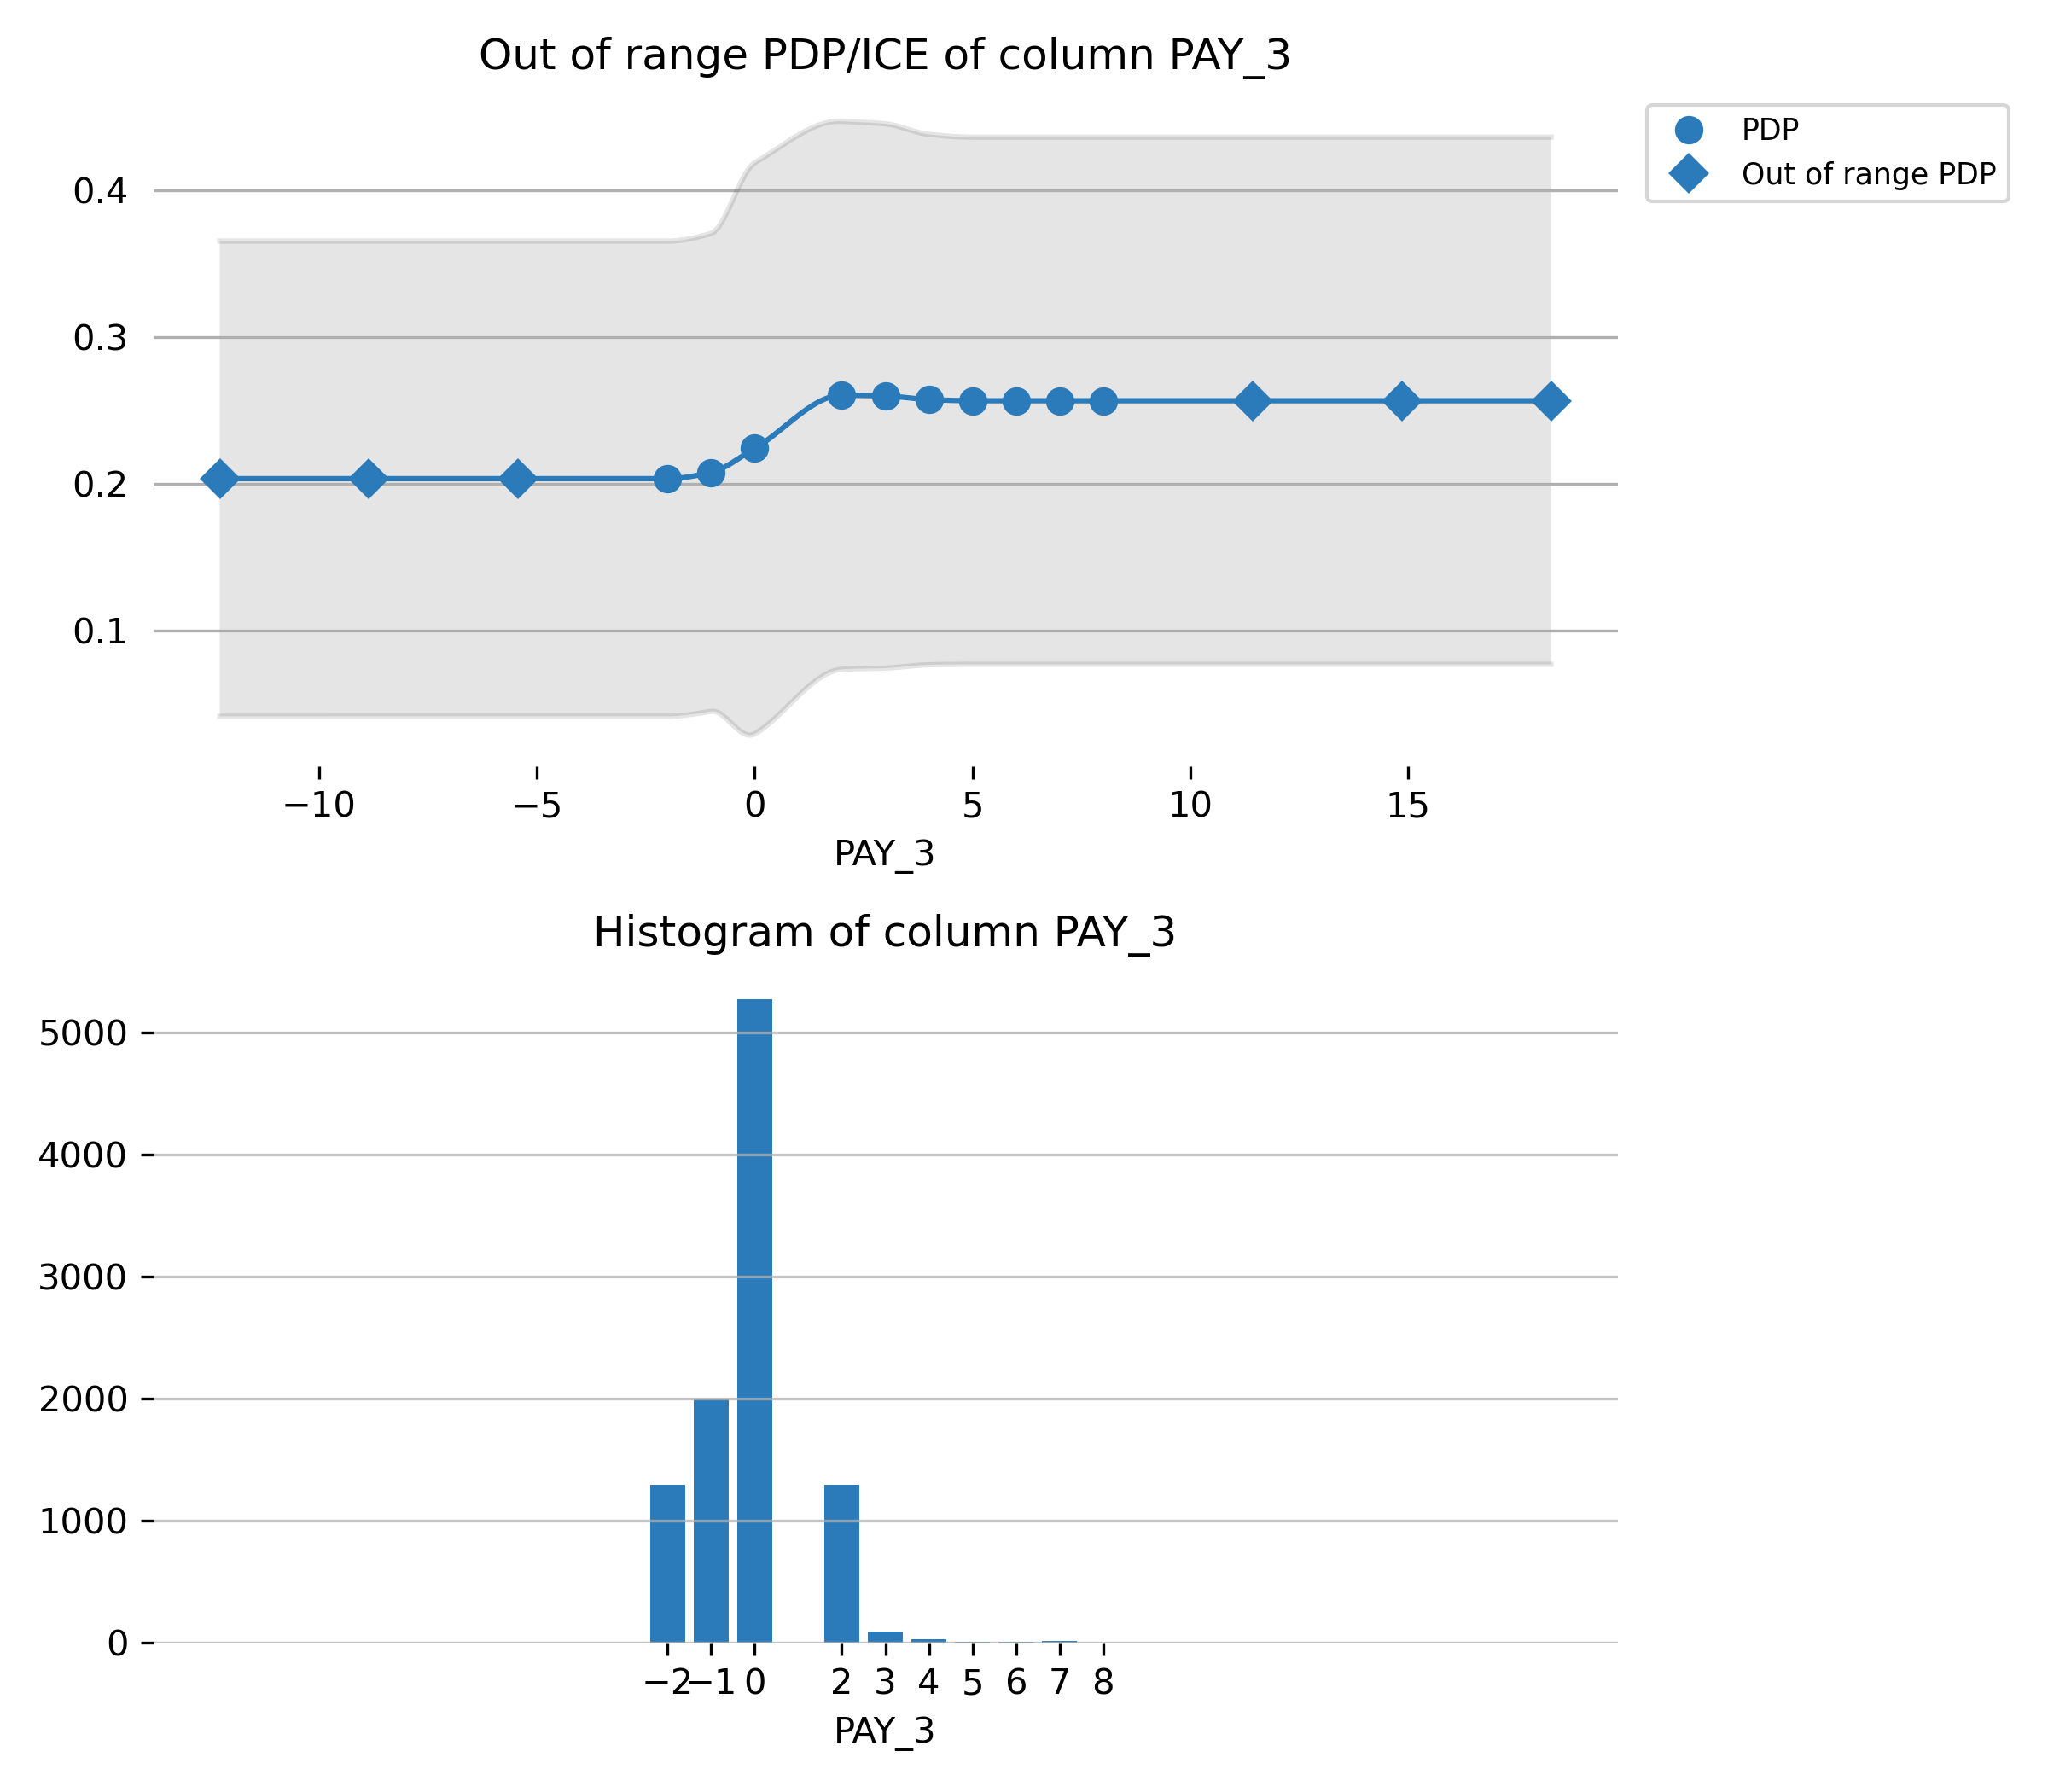 Out of range PDP/ICE of column PAY_3
PDP
Out of range PDP
0.4
0.3
0.2
0.1
−10 −5 0 5 10 15
PAY_3
Histogram of column PAY_3
5000
4000
3000
2000
1000
0
−2 −1 0 2 3 4 5 6 7 8
PAY_3